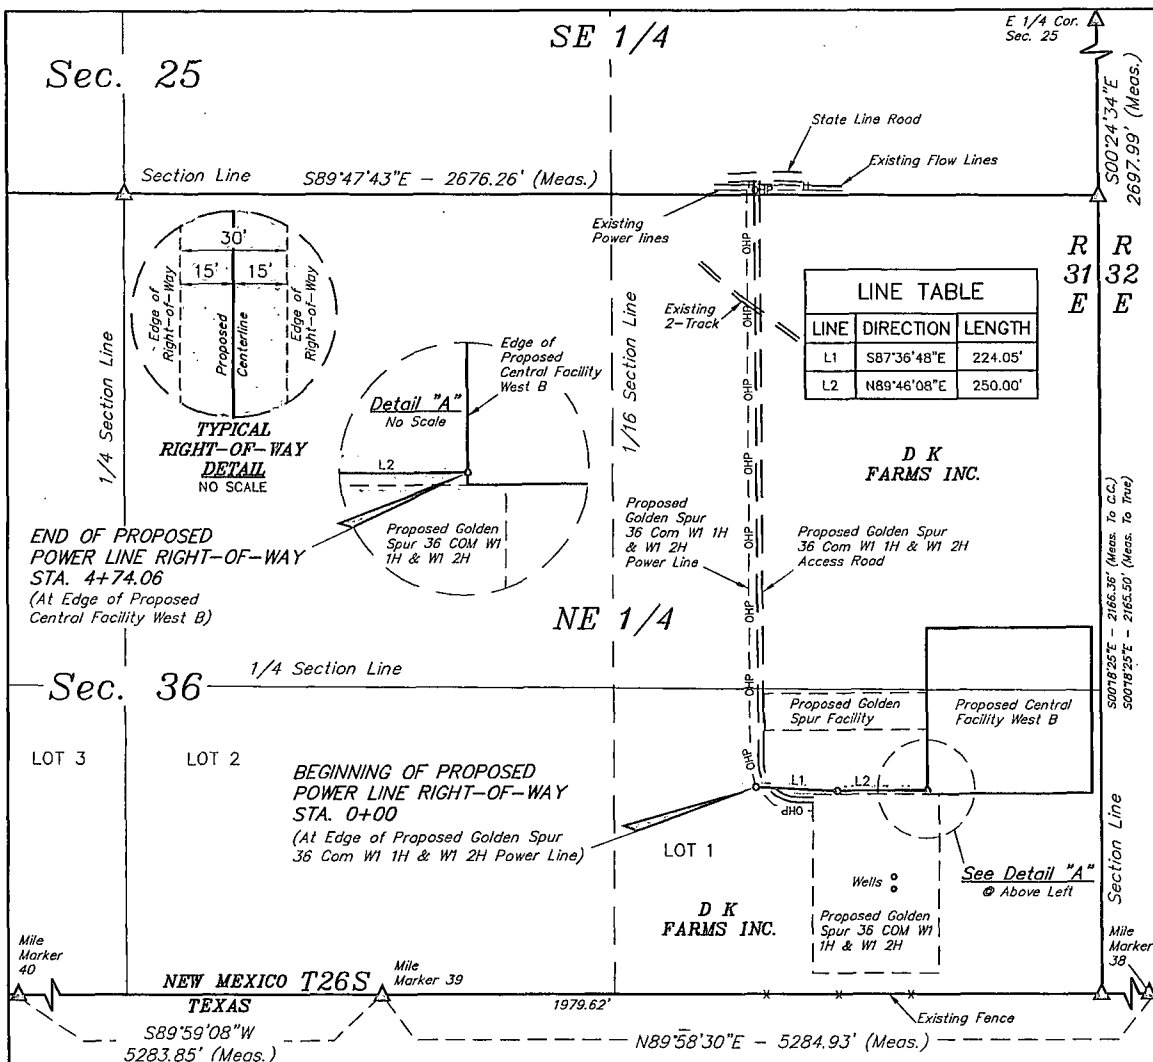 SE 1/4
E 1/4 Cor.
Sec. 25
Sec. 25
S00°24'34"E
2697.99' (Meas.)
State Line Road
Existing Flow Lines
Section Line
S89°47'43"E - 2676.26' (Meas.)
Existing
Power lines
OHP
R R
31 32
E E
30'
15' 15'
Edge of
Right-of-Way
Proposed
Centerline
Edge of
Right-of-Way
TYPICAL
RIGHT-OF-WAY
DETAIL
NO SCALE
1/4 Section Line
1/16 Section Line
Existing
2-Track
OHP
OHP
LINE TABLE
LINE DIRECTION LENGTH
L1 S87°36'48"E 224.05'
L2 N89°46'08"E 250.00'
Edge of
Proposed
Central Facility
West B
Detail "A"
No Scale
L2
Proposed Golden
Spur 36 COM W1
1H & W1 2H
OHP
D K
FARMS INC.
OHP
END OF PROPOSED
POWER LINE RIGHT-OF-WAY
STA. 4+74.06
(At Edge of Proposed
Central Facility West B)
Proposed
Golden Spur
36 Com W1 1H
& W1 2H
Power Line
OHP
Proposed Golden Spur
36 Com W1 1H & W1 2H
Access Road
S00°18'25"E - 2166.36' (Meas. To C.C.)
S00°18'25"E - 2165.50' (Meas. To True)
OHP
NE 1/4
1/4 Section Line
Sec. 36
OHP
Proposed Golden
Spur Facility
Proposed Central
Facility West B
LOT 3
LOT 2
OHP
BEGINNING OF PROPOSED
POWER LINE RIGHT-OF-WAY
STA. 0+00
(At Edge of Proposed Golden Spur
36 Com W1 1H & W1 2H Power Line)
L1
L2
OHP
LOT 1
Section Line
See Detail "A"
@ Above Left
Wells
D K
FARMS INC.
Proposed Golden
Spur 36 COM W1
1H & W1 2H
Mile
Marker
40
NEW MEXICO T26S
TEXAS
Mile
Marker 39
Mile
Marker
38
1979.62'
Existing Fence
S89°59'08"W
5283.85' (Meas.)
N89°58'30"E - 5284.93' (Meas.)